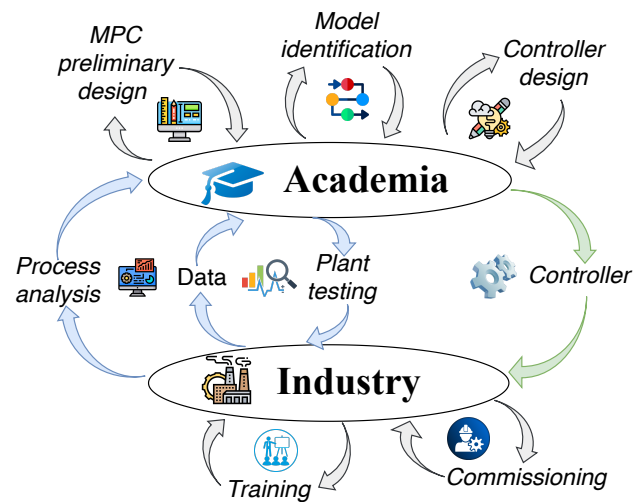 MPC
preliminary
design
Model
identification
Controller
design
Academia
Process
analysis
Data
Plant
testing
Controller
Industry
Training
Commissioning